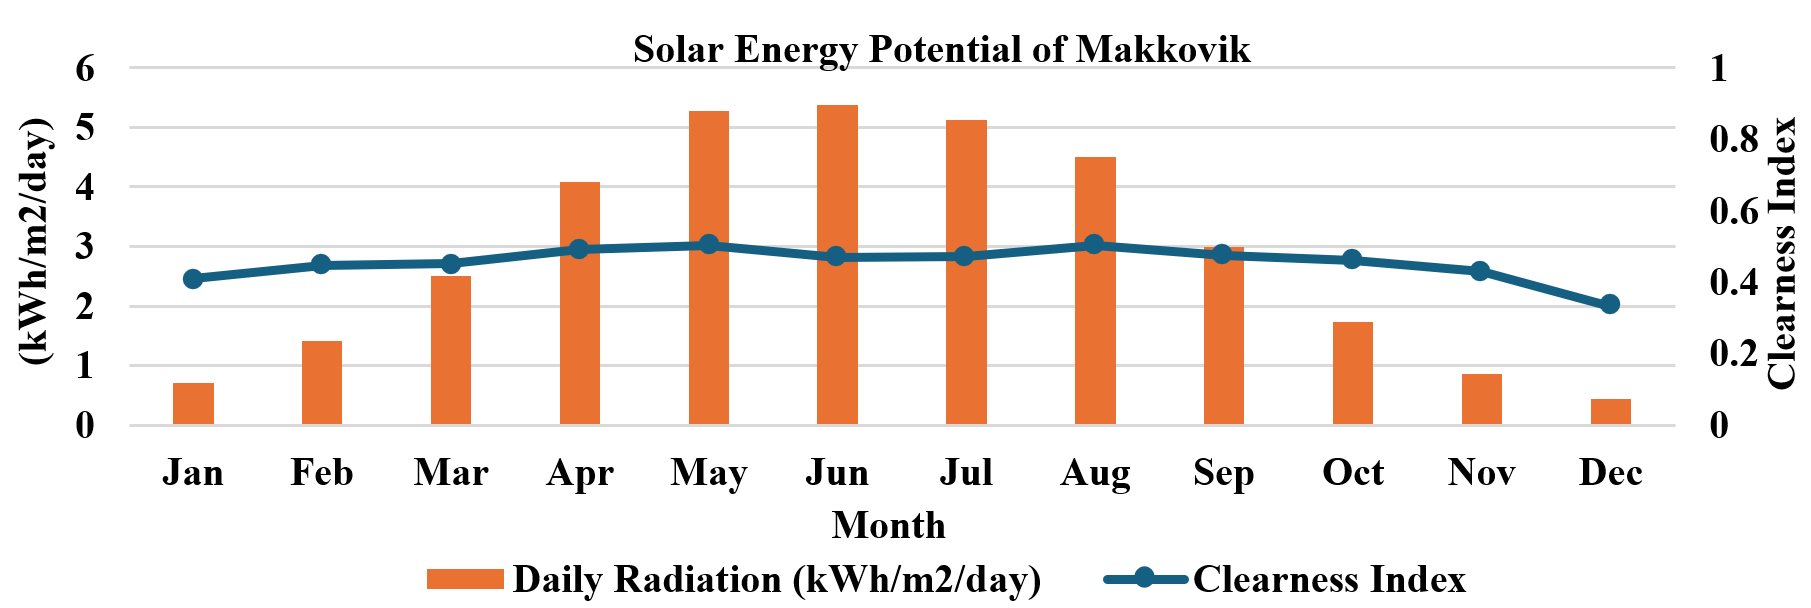 Solar Energy Potential of Makkovik
6
5
4
3
2
1
0
(kWh/m2/day)
1
0.8
0.6
0.4
0.2
0
Clearness Index
Jan Feb Mar Apr May Jun Jul Aug Sep Oct Nov Dec
Month
Daily Radiation (kWh/m2/day) Clearness Index